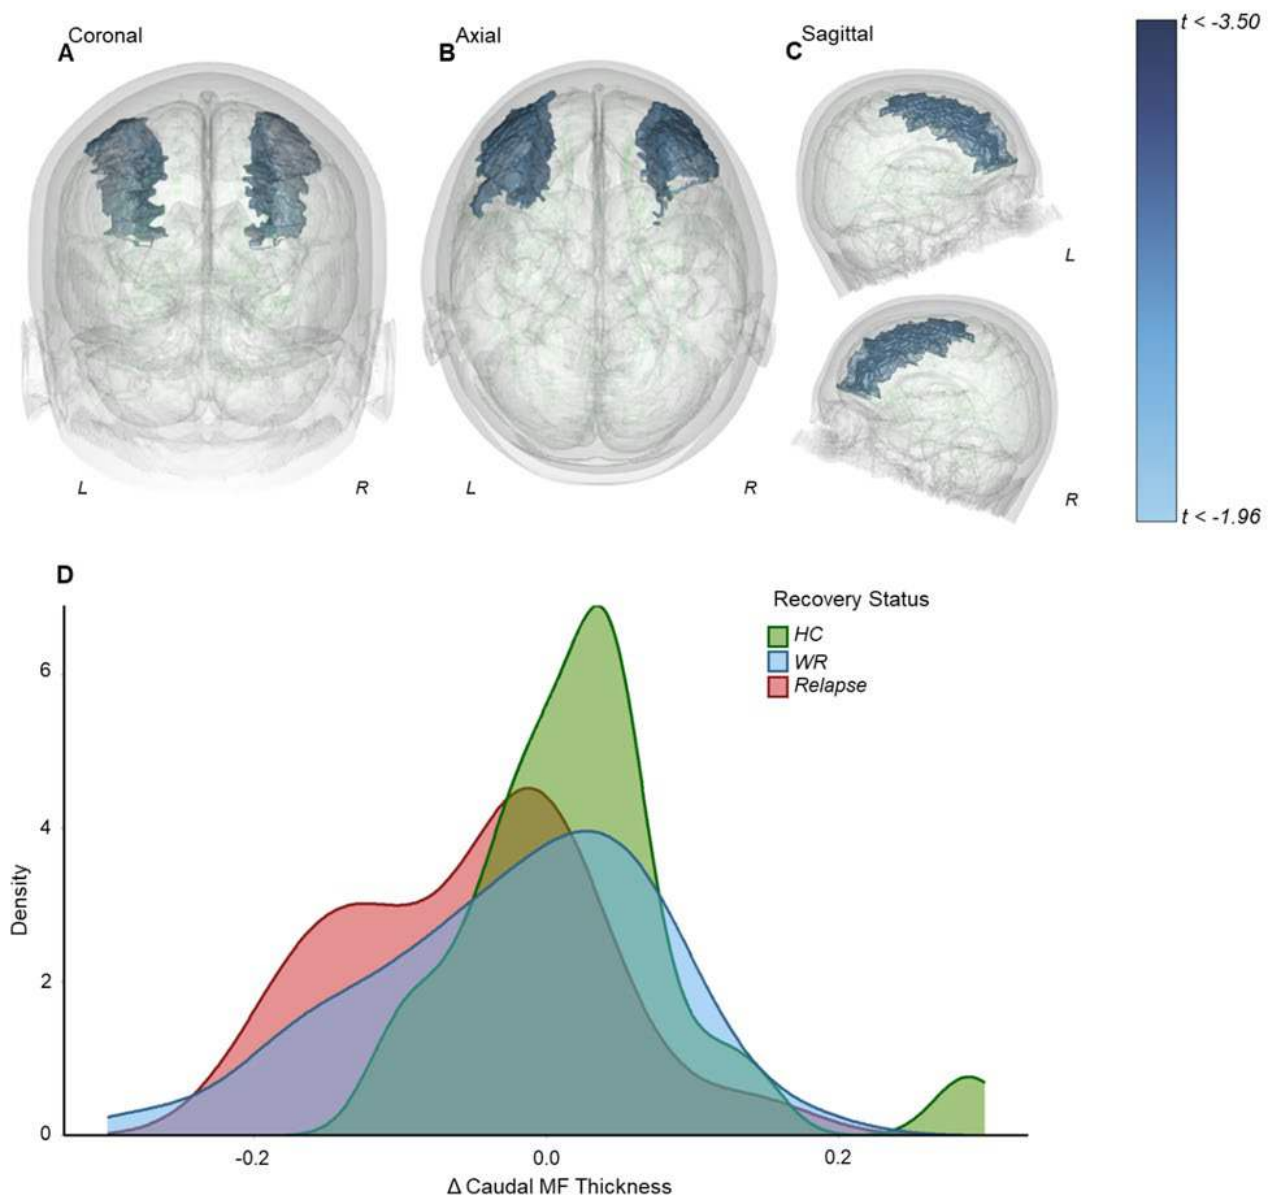 A Coronal
B Axial
C Sagittal
t < -3.50
L
L R
L R
R
t < -1.96
D
Recovery Status
HC
WR
Relapse
6
4
2
0
Density
-0.2 0.0 0.2
Δ Caudal MF Thickness